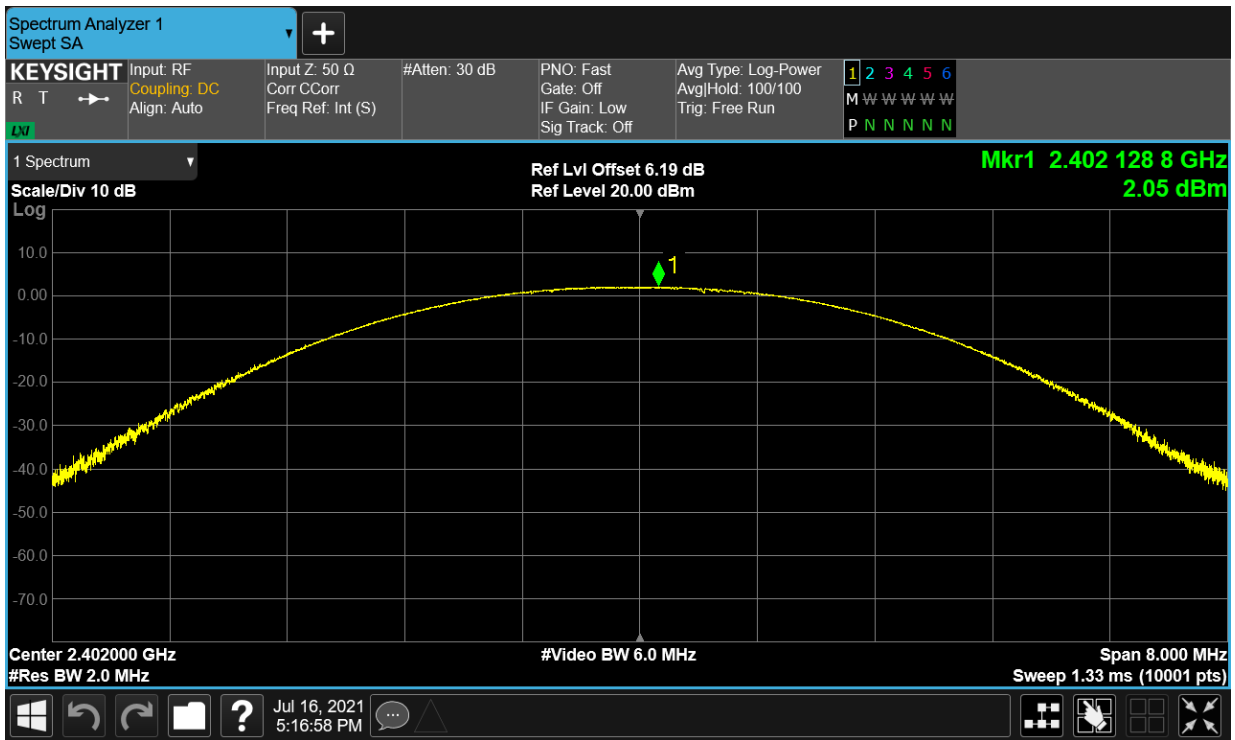 Spectrum Analyzer 1
Swept SA
KEYSIGHT
R T
LXI
Input: RF
Coupling: DC
Align: Auto
Input Z: 50 Ω
Corr CCorr
Freq Ref: Int (S)
#Atten: 30 dB
PNO: Fast
Gate: Off
IF Gain: Low
Sig Track: Off
Avg Type: Log-Power
Avg|Hold: 100/100
Trig: Free Run
1 2 3 4 5 6
M W W W W W
P N N N N N
1 Spectrum
Scale/Div 10 dB
Log
Ref Lvl Offset 6.19 dB
Ref Level 20.00 dBm
Mkr1 2.402 128 8 GHz
2.05 dBm
1
10.0
0.00
-10.0
-20.0
-30.0
-40.0
-50.0
-60.0
-70.0
Center 2.402000 GHz
#Res BW 2.0 MHz
#Video BW 6.0 MHz
Span 8.000 MHz
Sweep 1.33 ms (10001 pts)
?
Jul 16, 2021
5:16:58 PM